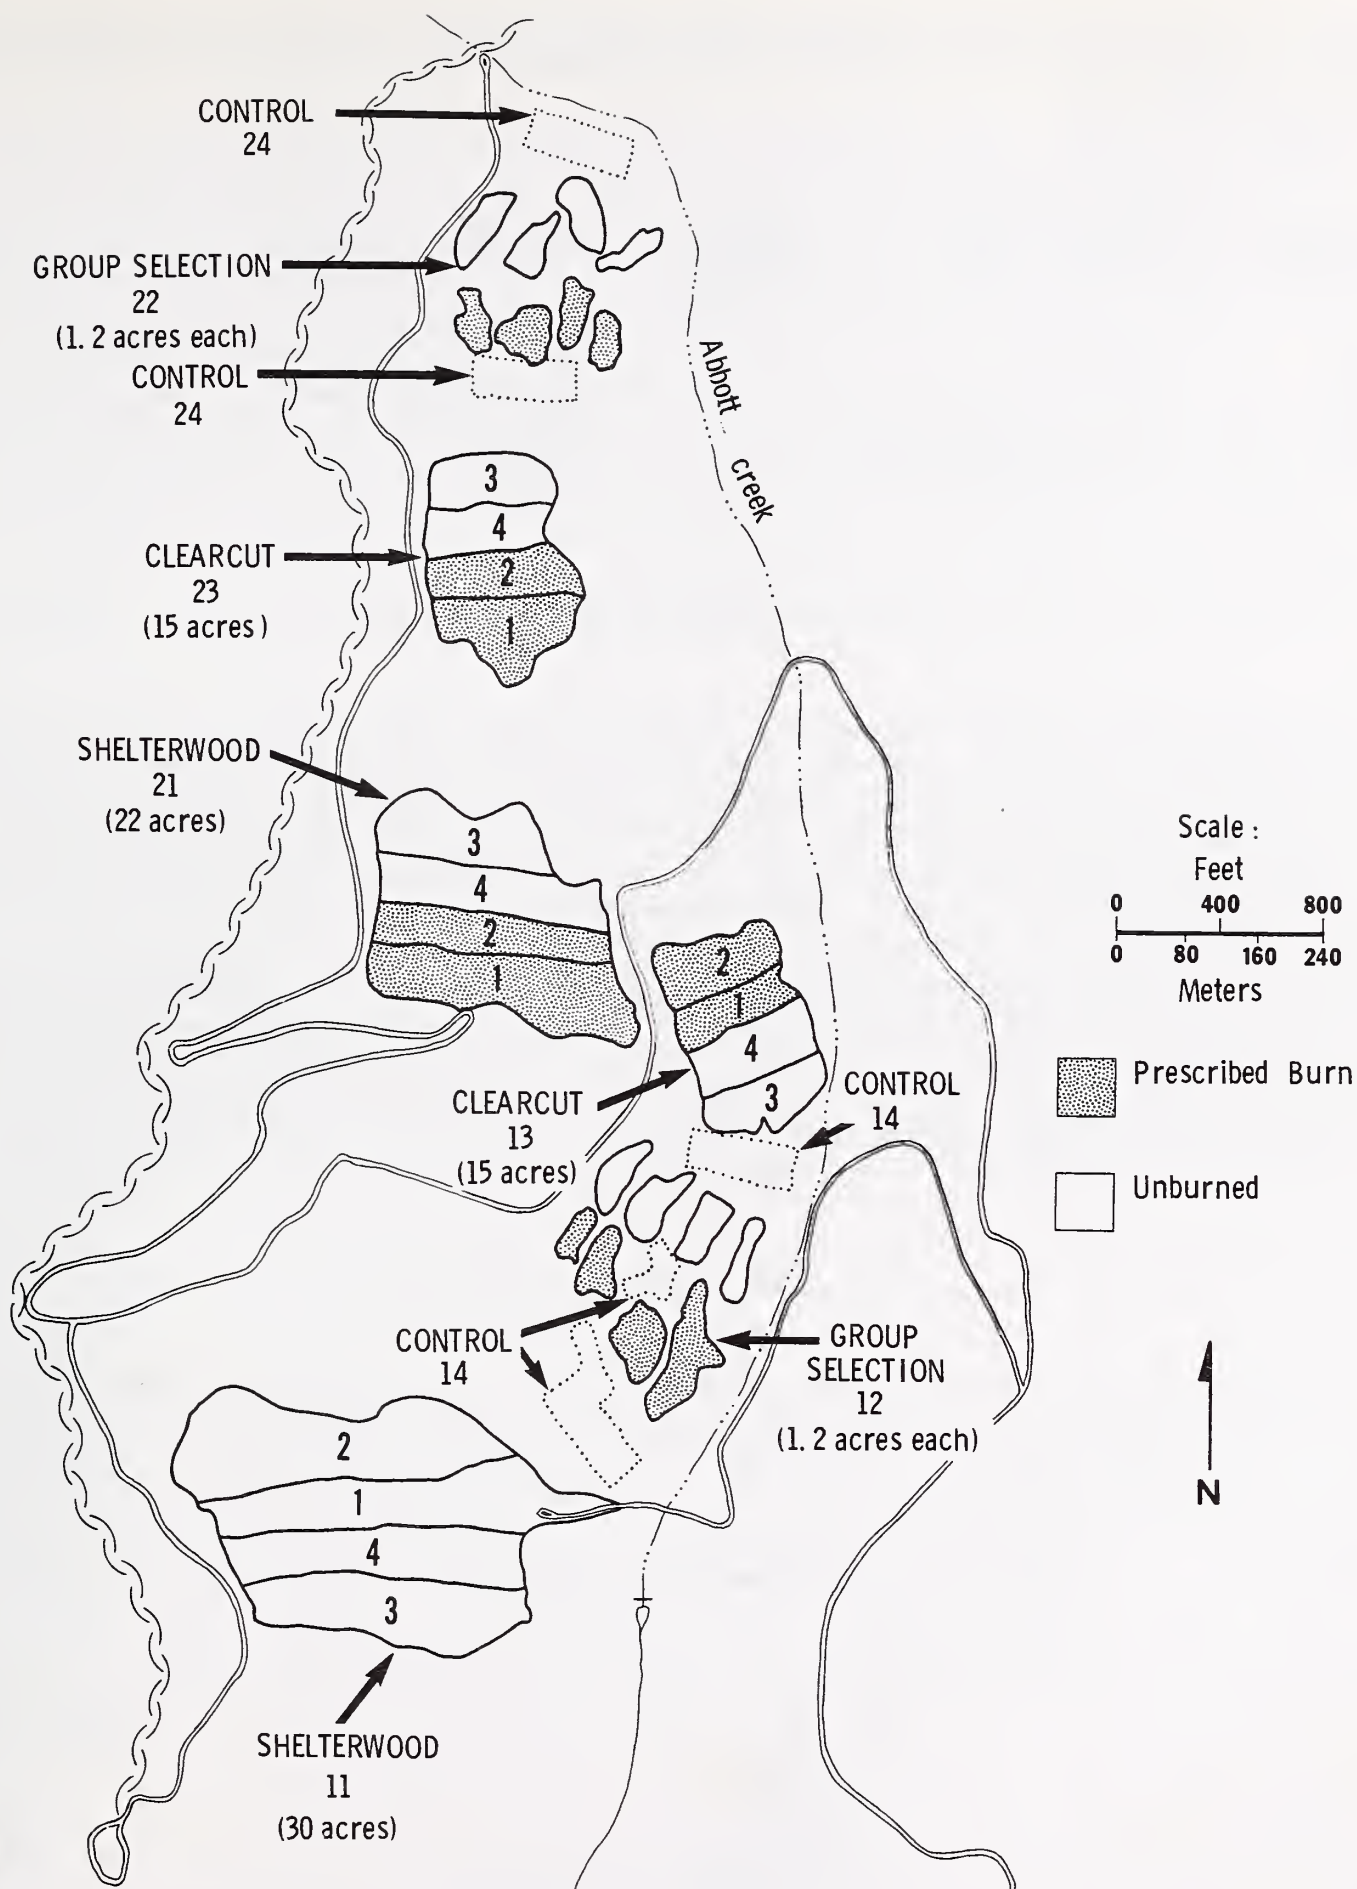 CONTROL
24
GROUP SELECTION
22
(1.2 acres each)
CONTROL
24
Abbott creek
3
4
CLEARCUT
2
23
1
(15 acres)
SHELTERWOOD
21
(22 acres)
3
4
2
1
Scale:
Feet
0 400 800
0 80 160 240
Meters
2
1
4
3
CLEARCUT
13
(15 acres)
CONTROL
14
Prescribed Burn
Unburned
CONTROL
14
GROUP
SELECTION
12
(1.2 acres each)
N
2
1
4
3
SHELTERWOOD
11
(30 acres)